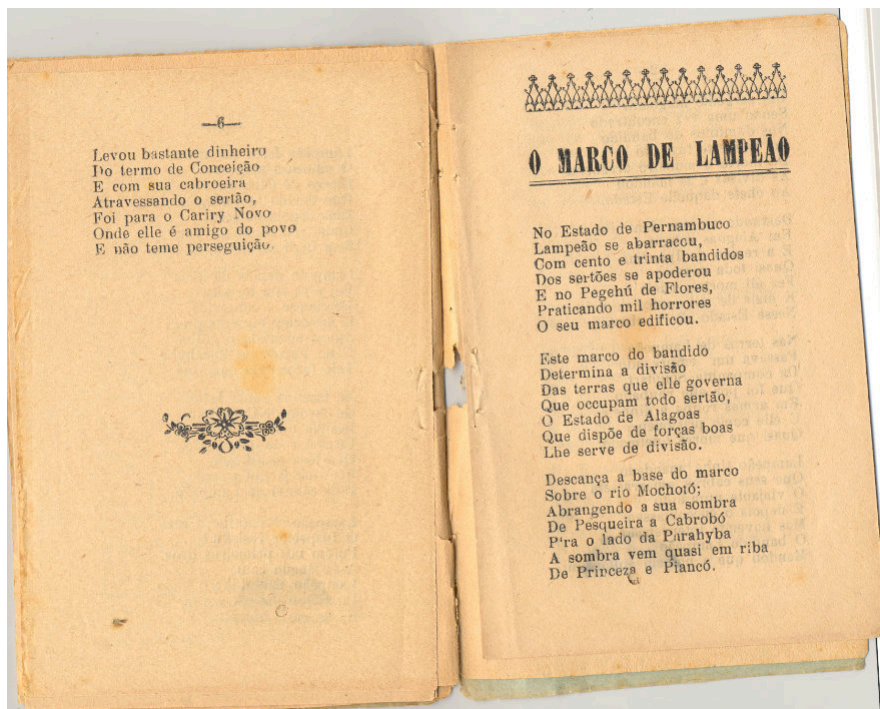 —6—
Levou bastante dinheiro
Do termo de Conceição
E com sua cabroeira
Atravessando o sertão,
Foi para o Cariry Novo
Onde elle é amigo do povo
E não teme perseguição.
O MARCO DE LAMPEÃO
No Estado de Pernambuco
Lampeão se abarracou,
Com cento e trinta bandidos
Dos sertões se apoderou
E no Pegehú de Flores,
Praticando mil horrores
O seu marco edificou.
Este marco do bandido
Determina a divisão
Das terras que elle governa
Que occupam todo sertão,
O Estado de Alagoas
Que dispõe de forças boas
Lhe serve de divisão.
Descança a base do marco
Sobre o rio Mochotó;
Abrangendo a sua sombra
De Pesqueira a Cabrobó
P'ra o lado da Parahyba
A sombra vem quasi em riba
De Princeza e Piancó.